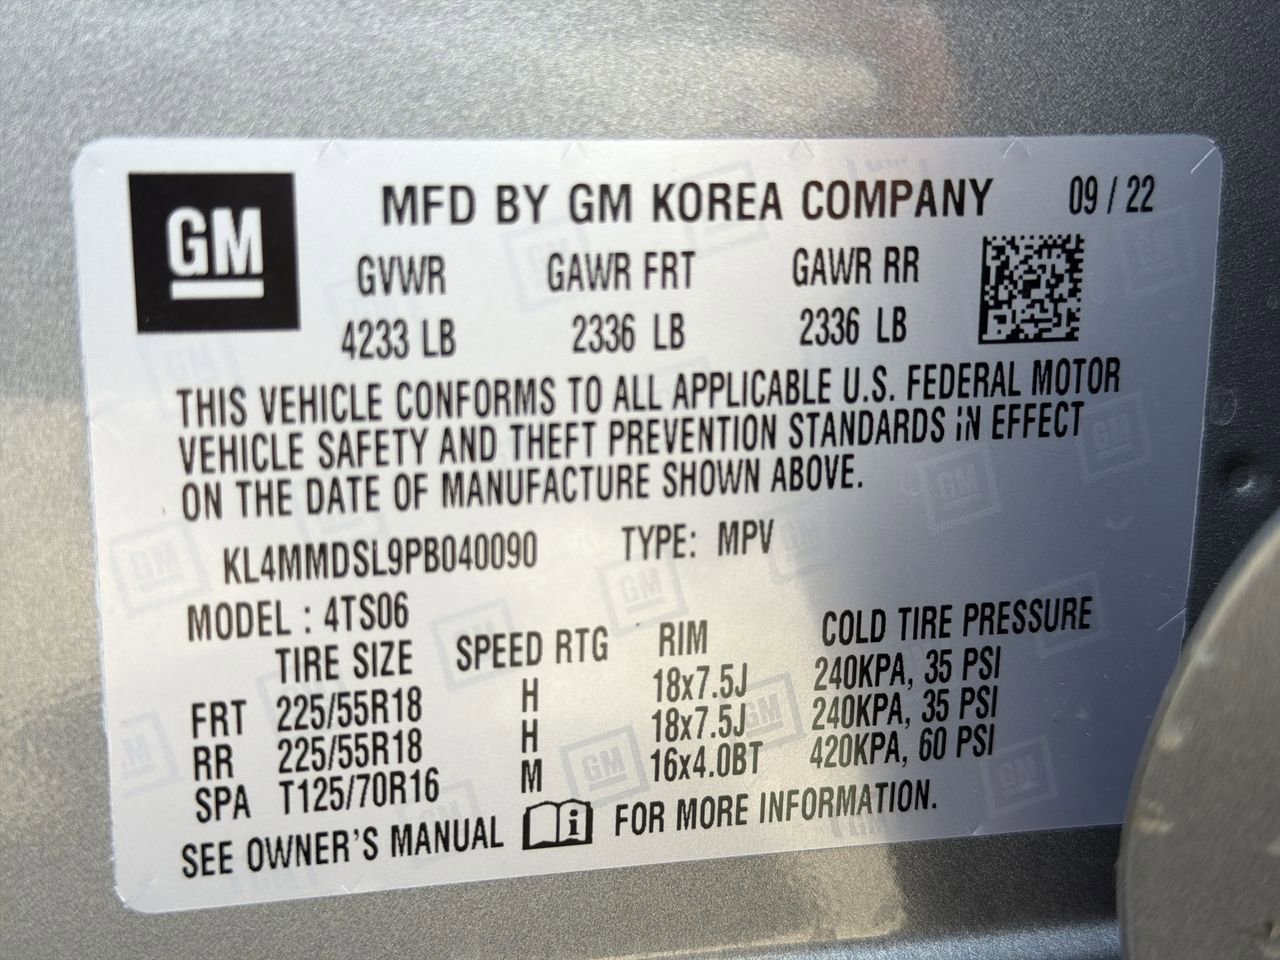 GM
MFD BY GM KOREA COMPANY 09 / 22
GVWR GAWR FRT GAWR RR
4233 LB 2336 LB 2336 LB
THIS VEHICLE CONFORMS TO ALL APPLICABLE U.S. FEDERAL MOTOR
VEHICLE SAFETY AND THEFT PREVENTION STANDARDS IN EFFECT
ON THE DATE OF MANUFACTURE SHOWN ABOVE.
KL4MMDSL9PB040090 TYPE: MPV
MODEL : 4TS06
TIRE SIZE SPEED RTG RIM COLD TIRE PRESSURE
FRT 225/55R18 H 18x7.5J 240KPA, 35 PSI
RR 225/55R18 H 18x7.5J 240KPA, 35 PSI
SPA T125/70R16 M 16x4.0BT 420KPA, 60 PSI
SEE OWNER'S MANUAL i FOR MORE INFORMATION.